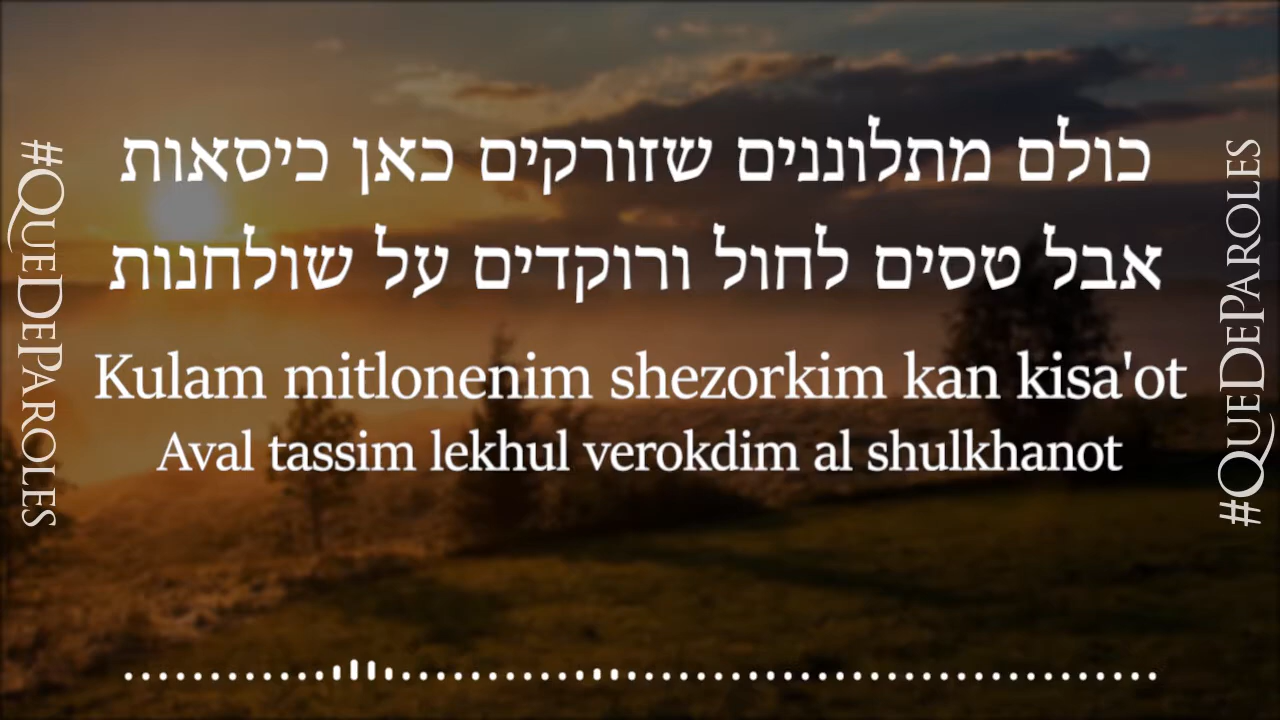 כולם מתלוננים שזורקים כאן כיסאות
אבל טסים לחול ורוקדים על שולחנות
Kulam mitlonenim shezorkim kan kisa'ot
Aval tassim lekhul verokdim al shulkhanot
#QUEDEPAROLES
#QUEDEPAROLES